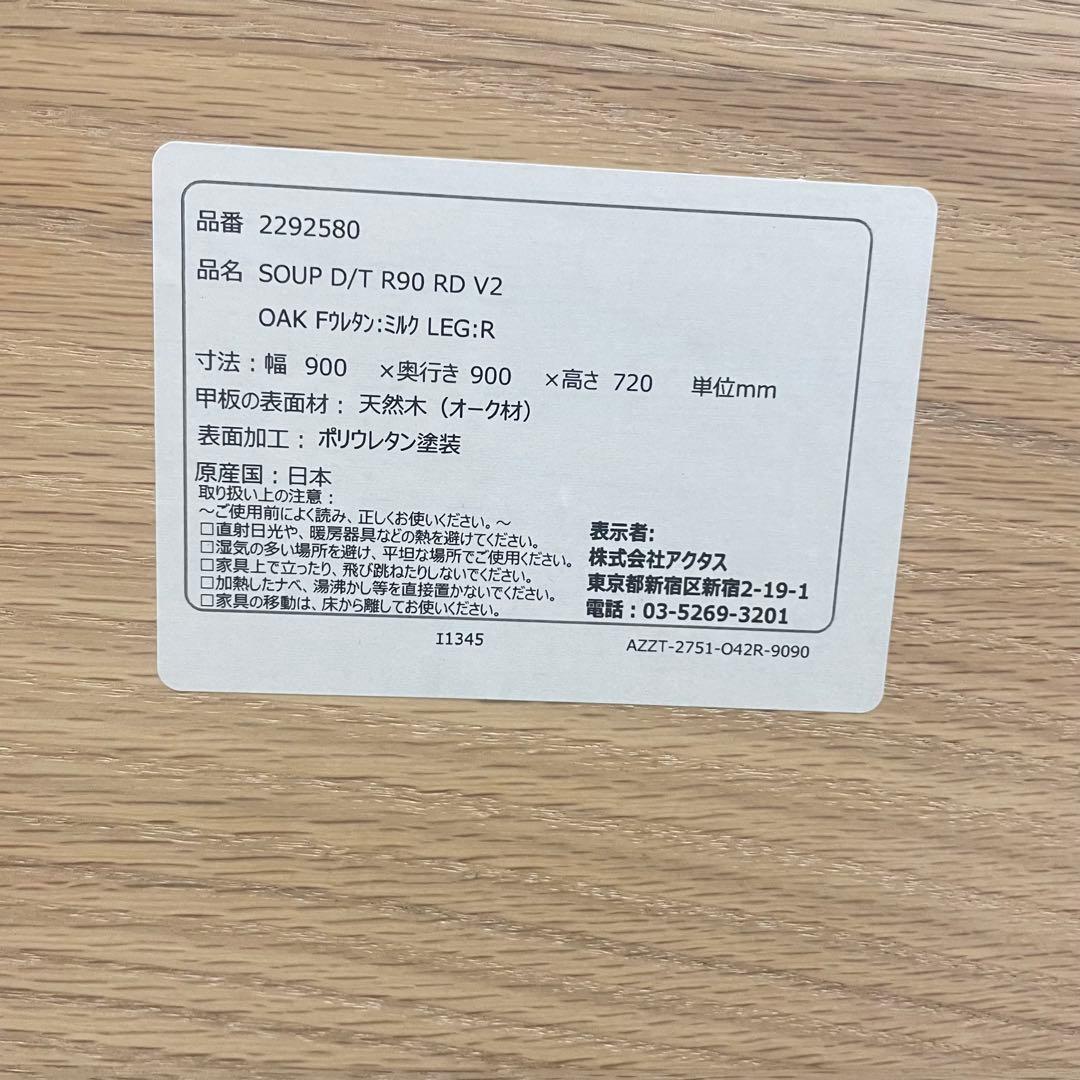 品番 2292580
品名 SOUP D/T R90 RD V2
OAK Fウレタン:ミルク LEG:R
寸法：幅 900 ×奥行き 900 ×高さ 720 単位mm
甲板の表面材： 天然木（オーク材）
表面加工： ポリウレタン塗装
原産国：日本
取り扱い上の注意：
～ご使用前によく読み、正しくお使いください。～
□直射日光や、暖房器具などの熱を避けてください。
□湿気の多い場所を避け、平坦な場所でご使用ください。
□家具上で立ったり、飛び跳ねたりしないでください。
□加熱したナベ、湯沸かし等を直接置かないでください。
□家具の移動は、床から離してお使いください。
表示者:
株式会社アクタス
東京都新宿区新宿2-19-1
電話：03-5269-3201
I1345
AZZT-2751-O42R-9090